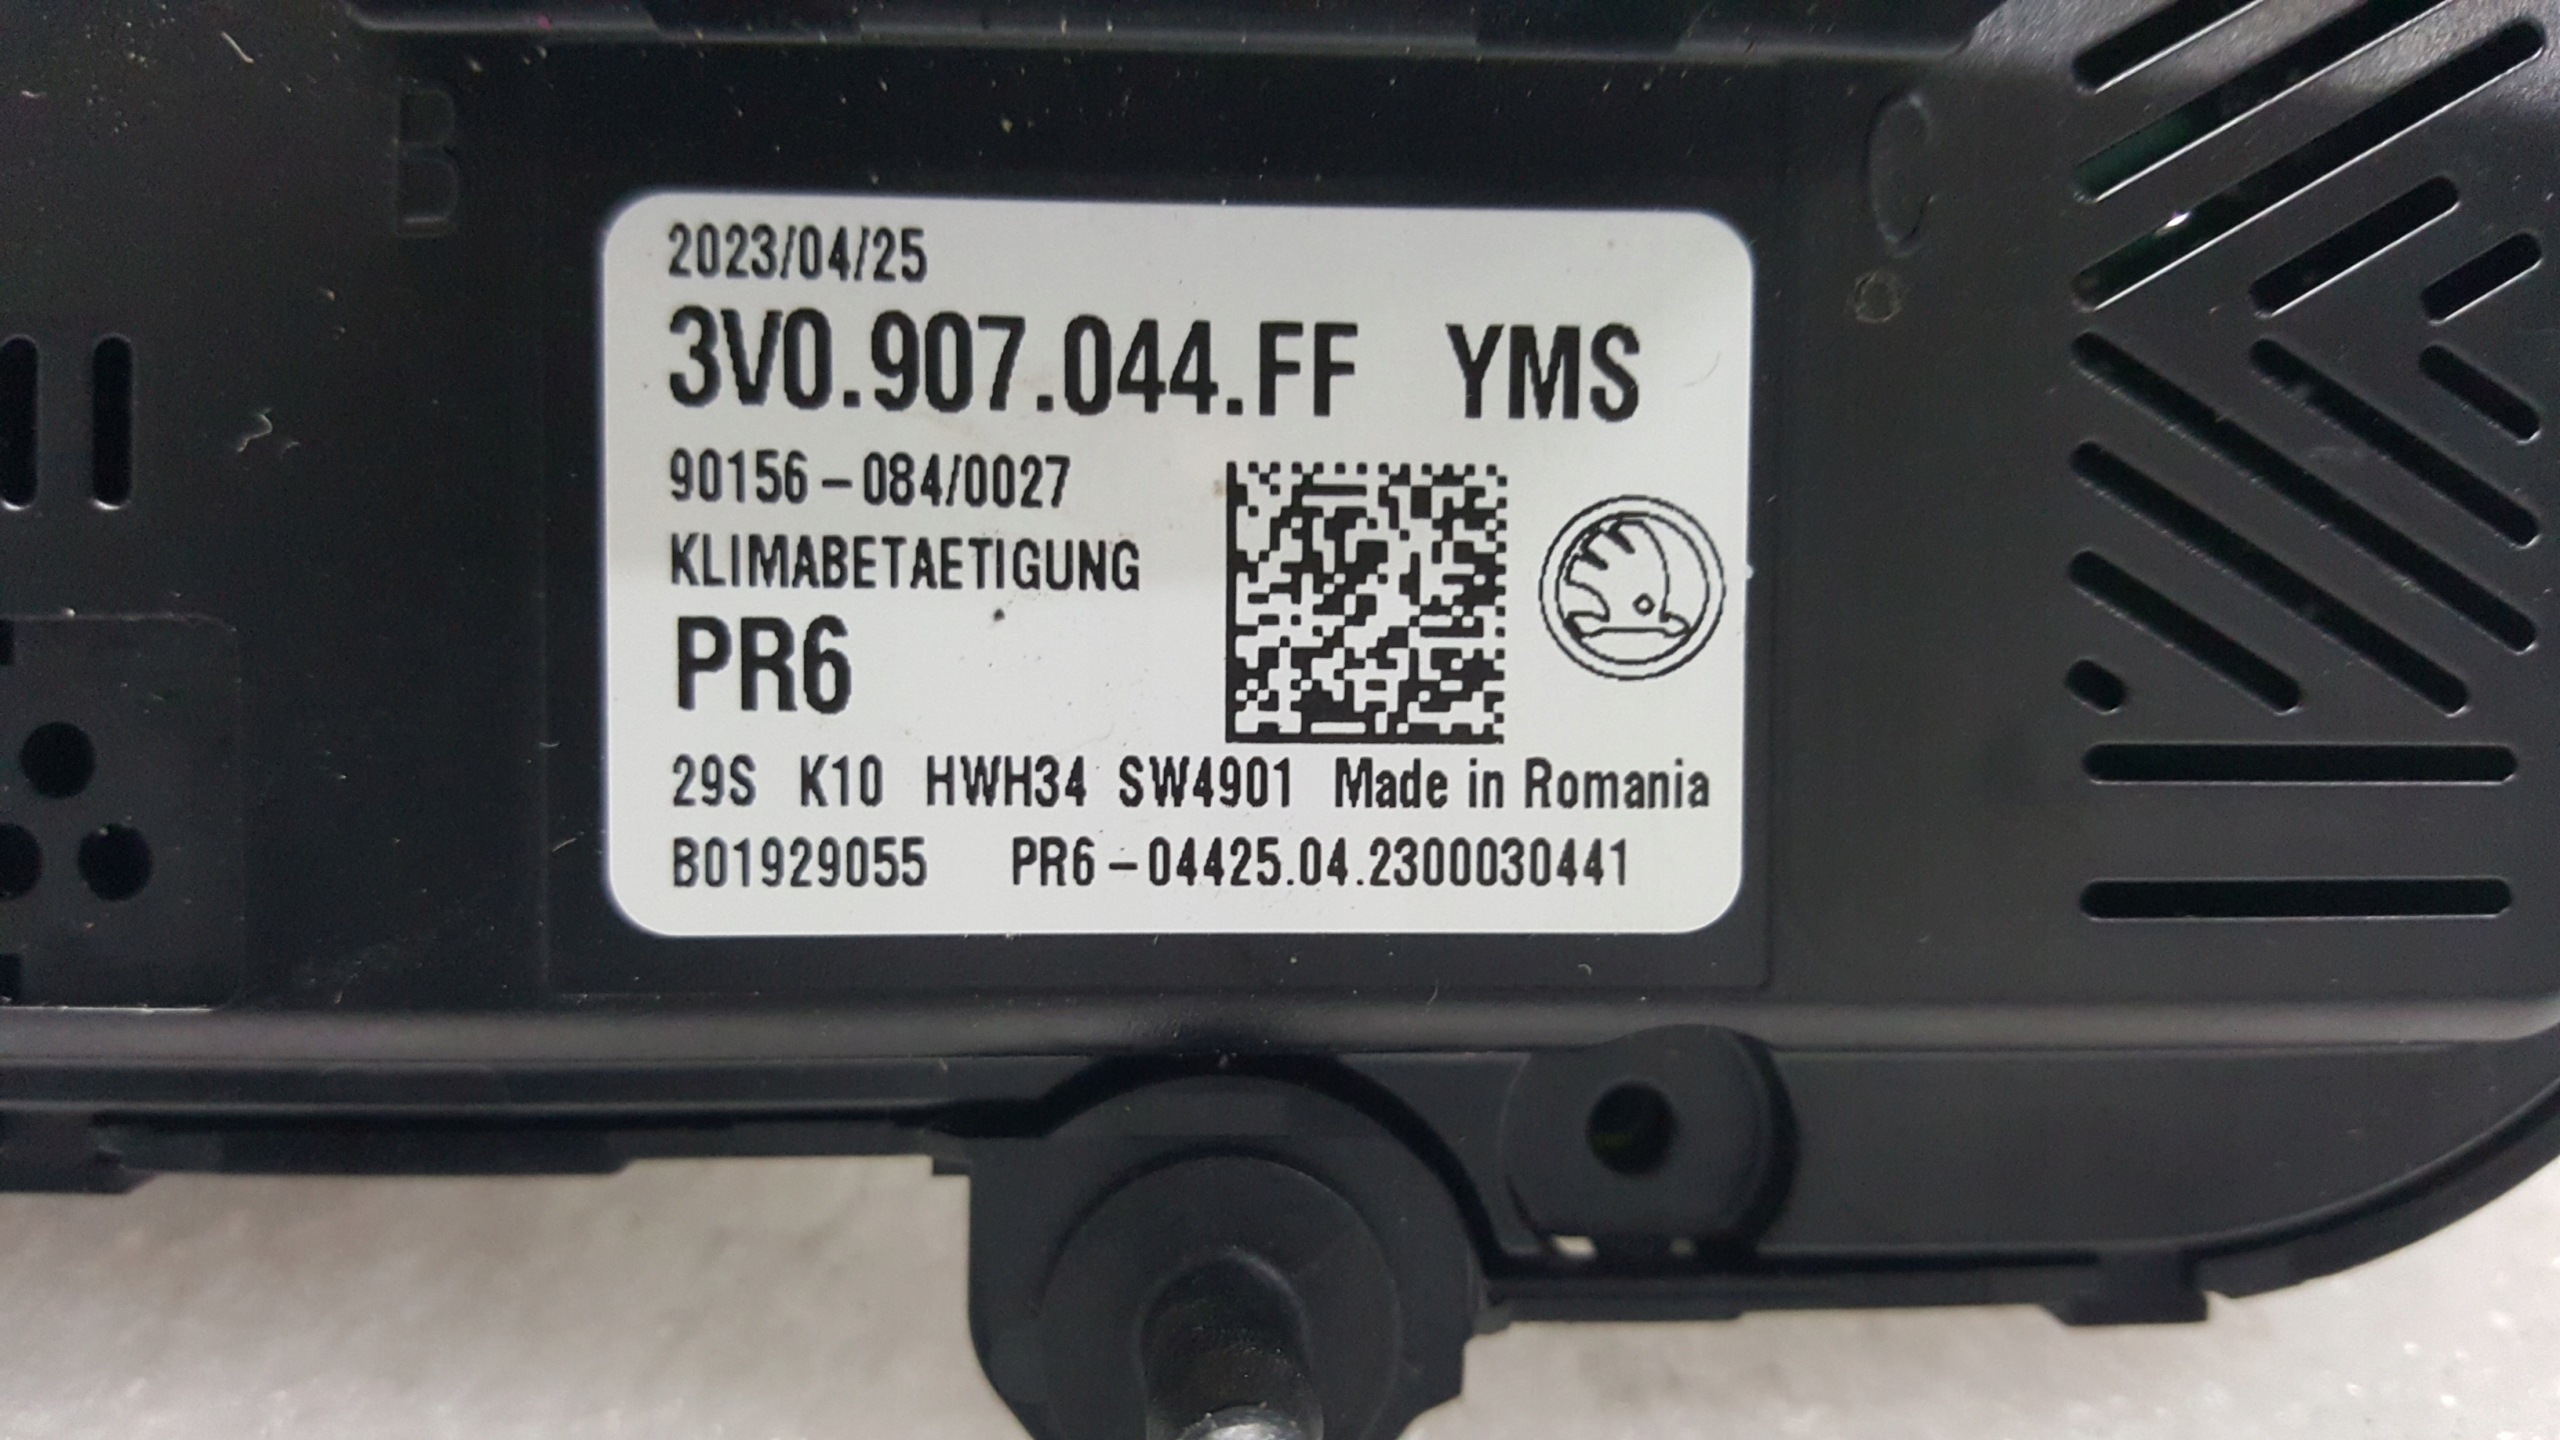 B
2023/04/25
3V0.907.044.FF YMS
90156-084/0027
KLIMABETAETIGUNG
PR6
29S K10 HWH34 SW4901 Made in Romania
B01929055 PR6-04425.04.2300030441